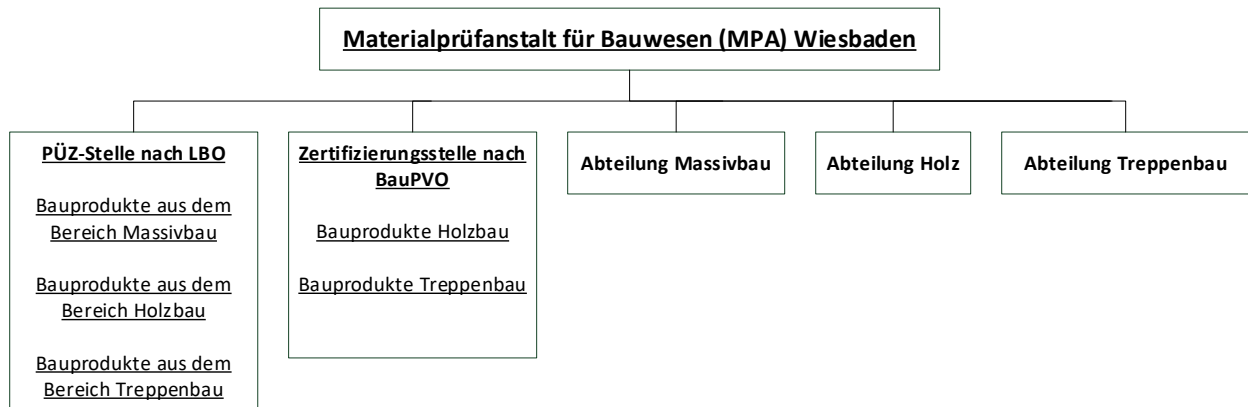 Materialprüfanstalt für Bauwesen (MPA) Wiesbaden
PÜZ-Stelle nach LBO
Bauprodukte aus dem
Bereich Massivbau
Bauprodukte aus dem
Bereich Holzbau
Bauprodukte aus dem
Bereich Treppenbau
Zertifizierungsstelle nach
BauPVO
Bauprodukte Holzbau
Bauprodukte Treppenbau
Abteilung Massivbau
Abteilung Holz
Abteilung Treppenbau